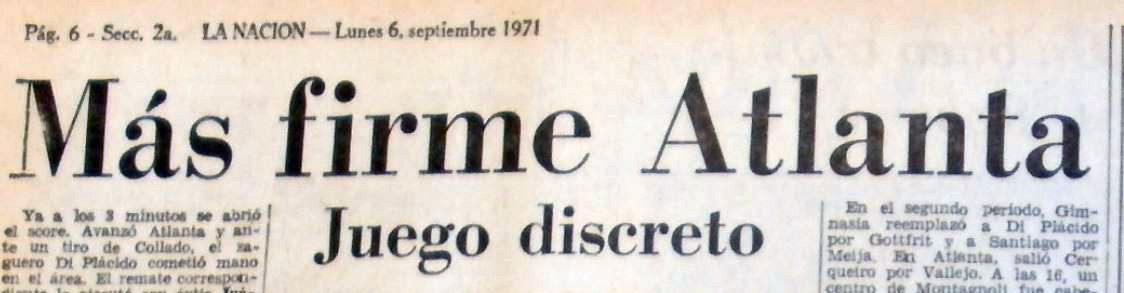 Pág. 6 - Secc. 2a. LA NACION — Lunes 6, septiembre 1971
Más firme Atlanta
Juego discreto
Ya a los 3 minutos se abrió
el score. Avanzó Atlanta y an-
te un tiro de Collado, el za-
guero Di Plácido cometió mano
en el área. El remate correspon-
En el segundo período, Gim-
nasia reemplazó a Di Plácido
por Gottfrit y a Santiago por
Meija. En Atlanta, salió Cer-
queiro por Vallejo. A las 16, un
centro de Montagnoli fue cabe-